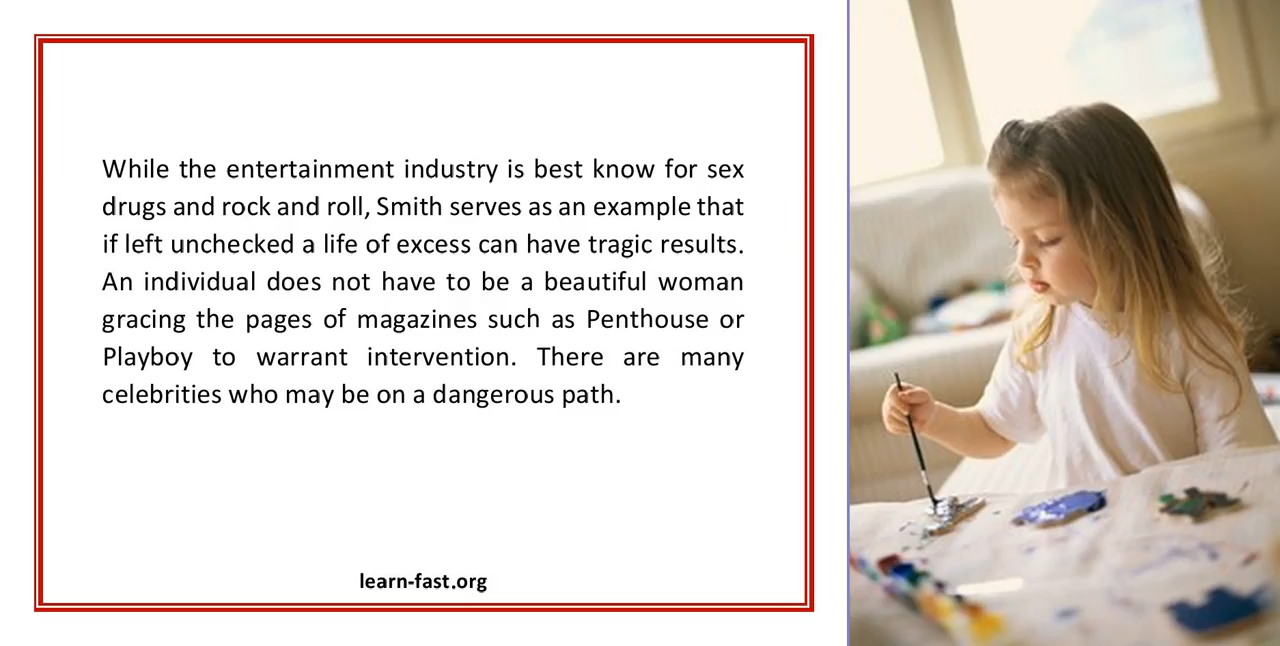 While the entertainment industry is best know for sex
drugs and rock and roll, Smith serves as an example that
if left unchecked a life of excess can have tragic results.
An individual does not have to be a beautiful woman
gracing the pages of magazines such as Penthouse or
Playboy to warrant intervention. There are many
celebrities who may be on a dangerous path.
learn-fast.org